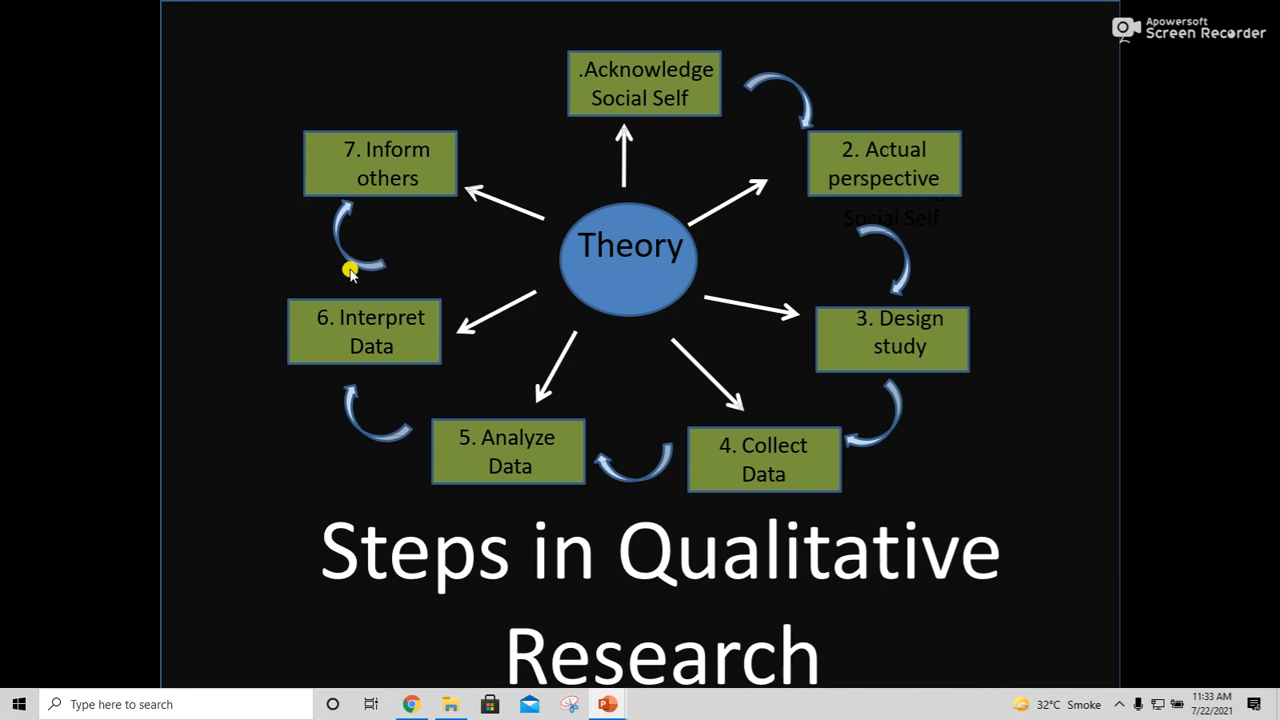 Apowersoft
Screen Recorder
.Acknowledge
Social Self
7. Inform
others
2. Actual
perspective
Social Self
Theory
6. Interpret
Data
3. Design
study
5. Analyze
Data
4. Collect
Data
Steps in Qualitative
Research
Type here to search
32°C Smoke
11:33 AM
7/22/2021